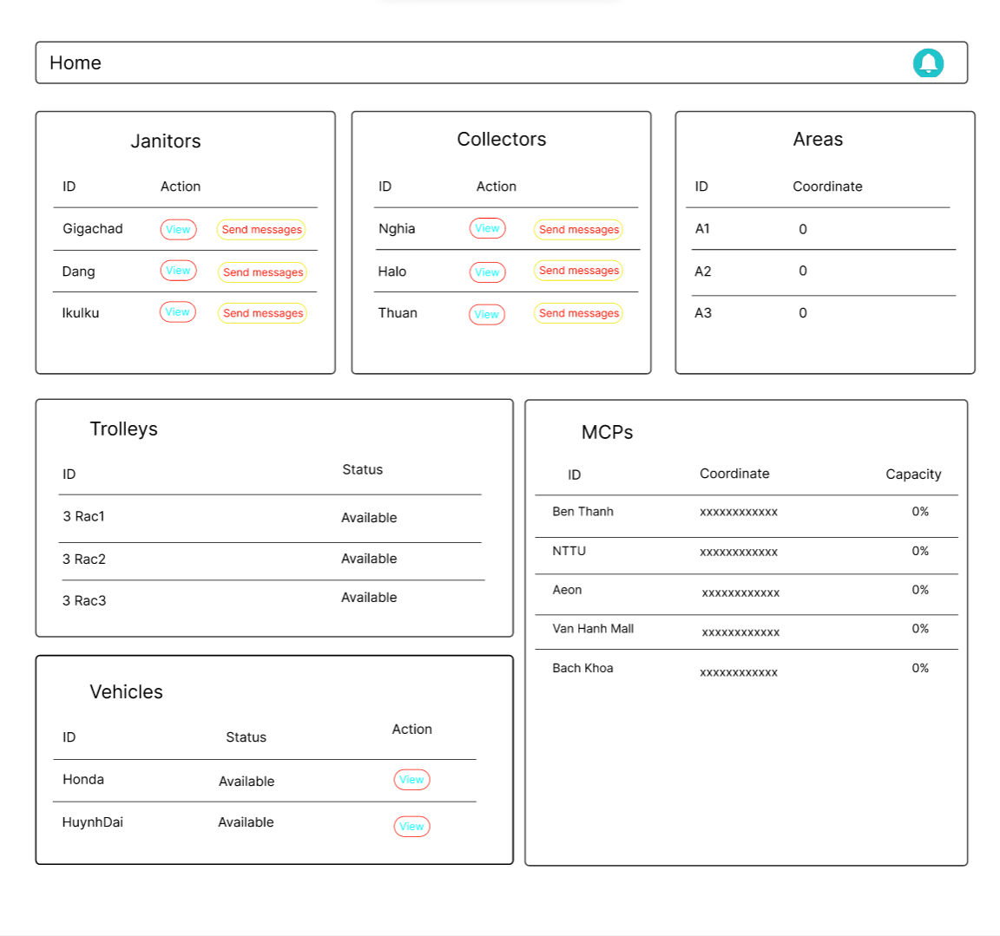 Home
Janitors
ID Action
Gigachad View Send messages
Dang View Send messages
Ikulku View Send messages
Collectors
ID Action
Nghia View Send messages
Halo View Send messages
Thuan View Send messages
Areas
ID Coordinate
A1 0
A2 0
A3 0
Trolleys
ID Status
3 Rac1 Available
3 Rac2 Available
3 Rac3 Available
MCPs
ID Coordinate Capacity
Ben Thanh xxxxxxxxxxxx 0%
NTTU xxxxxxxxxxxx 0%
Aeon xxxxxxxxxxxx 0%
Van Hanh Mall xxxxxxxxxxxx 0%
Bach Khoa xxxxxxxxxxxx 0%
Vehicles
ID Status Action
Honda Available View
HuynhDai Available View